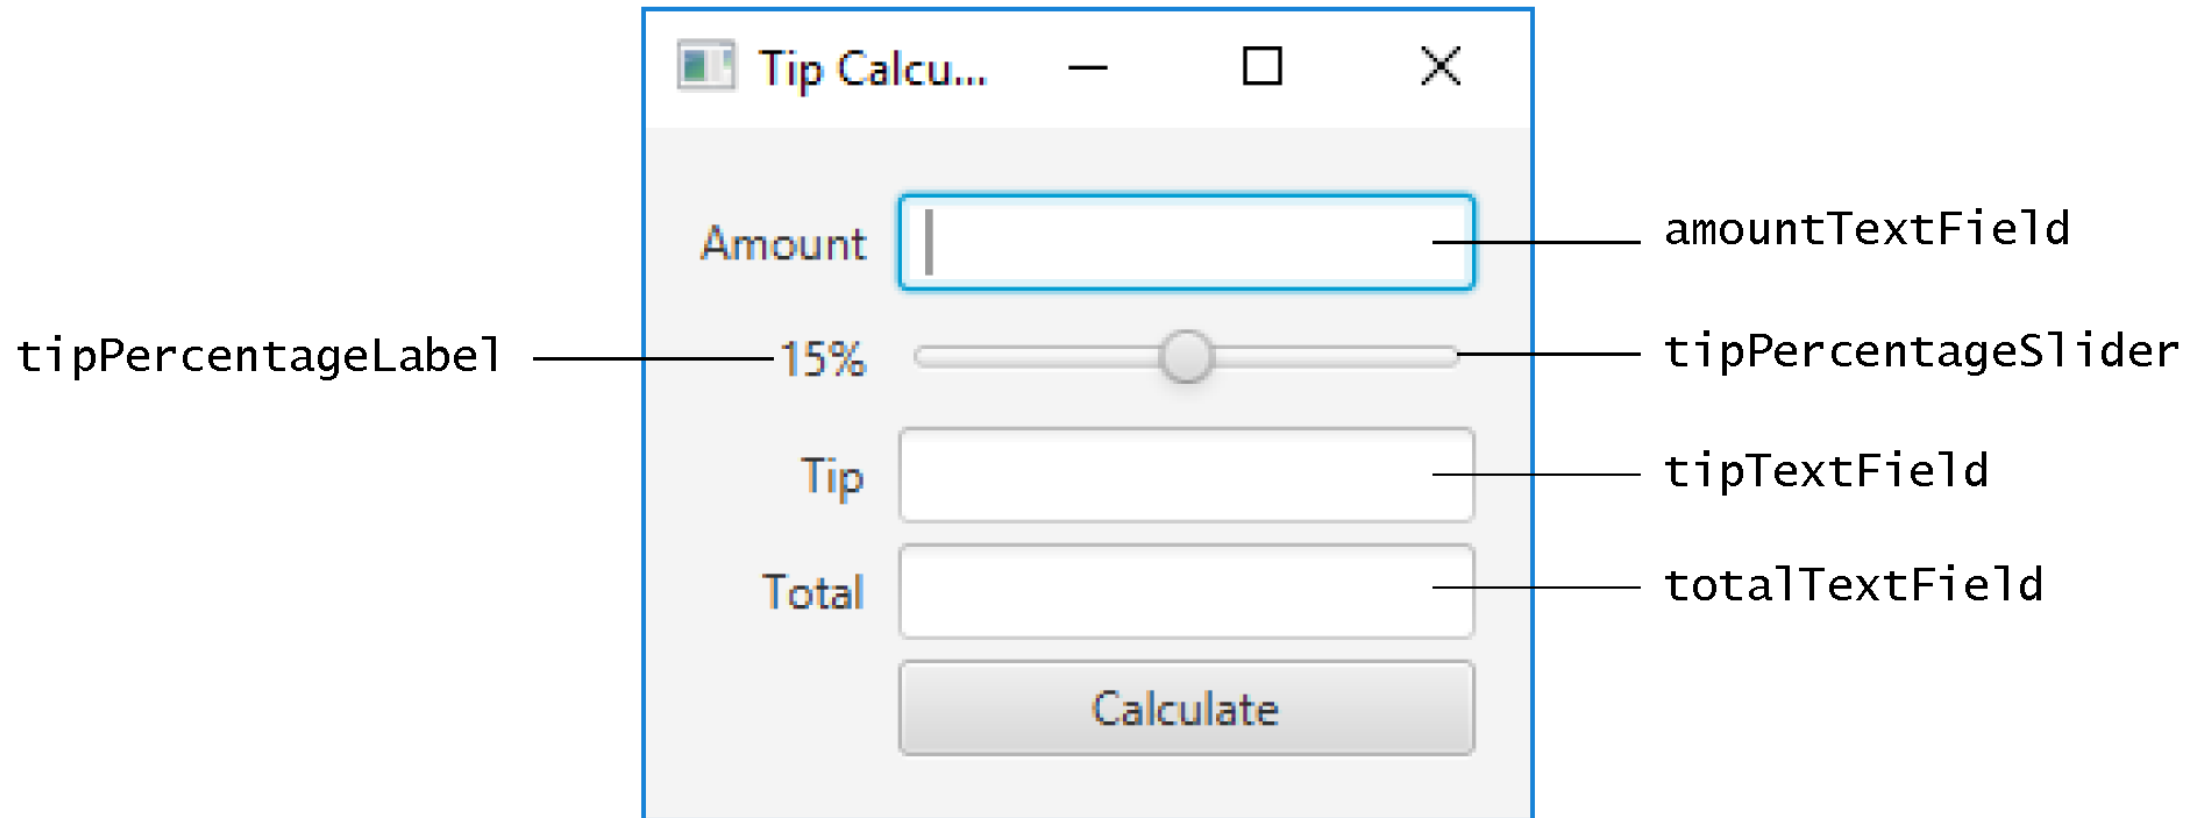 Tip Calcu...
Amount
amountTextField
tipPercentageLabel
15%
tipPercentageSlider
Tip
tipTextField
Total
totalTextField
Calculate